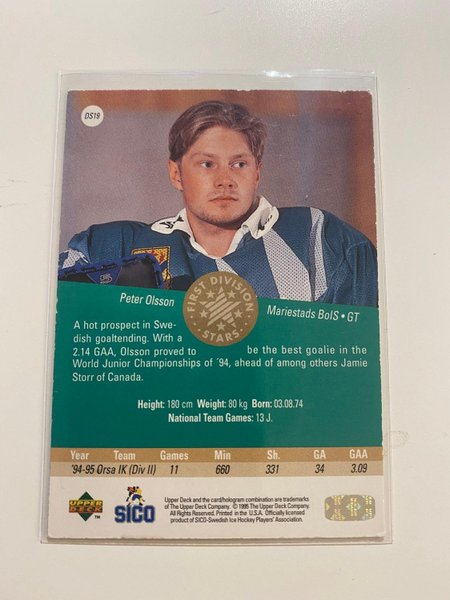 DS19
Peter Olsson
FIRST DIVISION STARS
Mariestads BoIS • GT
A hot prospect in Swe-
dish goaltending. With a
2.14 GAA, Olsson proved to be the best goalie in the
World Junior Championships of '94, ahead of among others Jamie
Storr of Canada.
Height: 180 cm Weight: 80 kg Born: 03.08.74
National Team Games: 13 J.
Year Team Games Min Sh. GA GAA
'94-95 Orsa IK (Div II) 11 660 331 34 3.09
UPPER DECK TM
SICO
Upper Deck and the card/hologram combination are trademarks
of The Upper Deck Company. © 1995 The Upper Deck Company.
All Rights Reserved. Printed in the U.S.A. Officially licensed
product of SICO-Swedish Ice Hockey Players' Association.